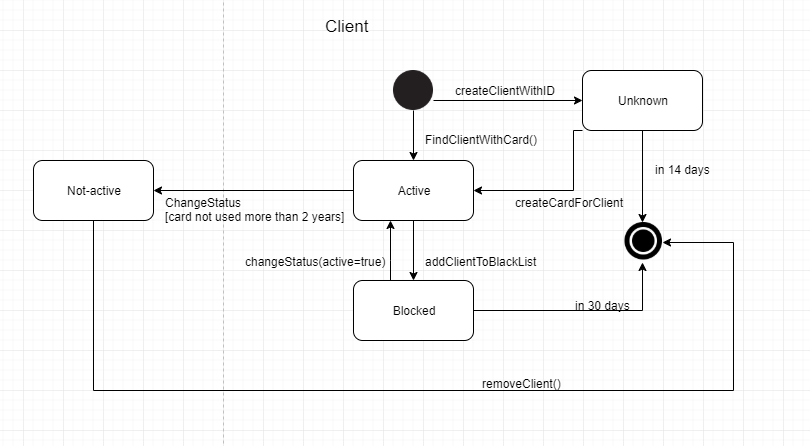 Client
createClientWithID
Unknown
FindClientWithCard()
in 14 days
Not-active
Active
ChangeStatus
[card not used more than 2 years]
createCardForClient
changeStatus(active=true)
addClientToBlackList
Blocked
in 30 days
removeClient()